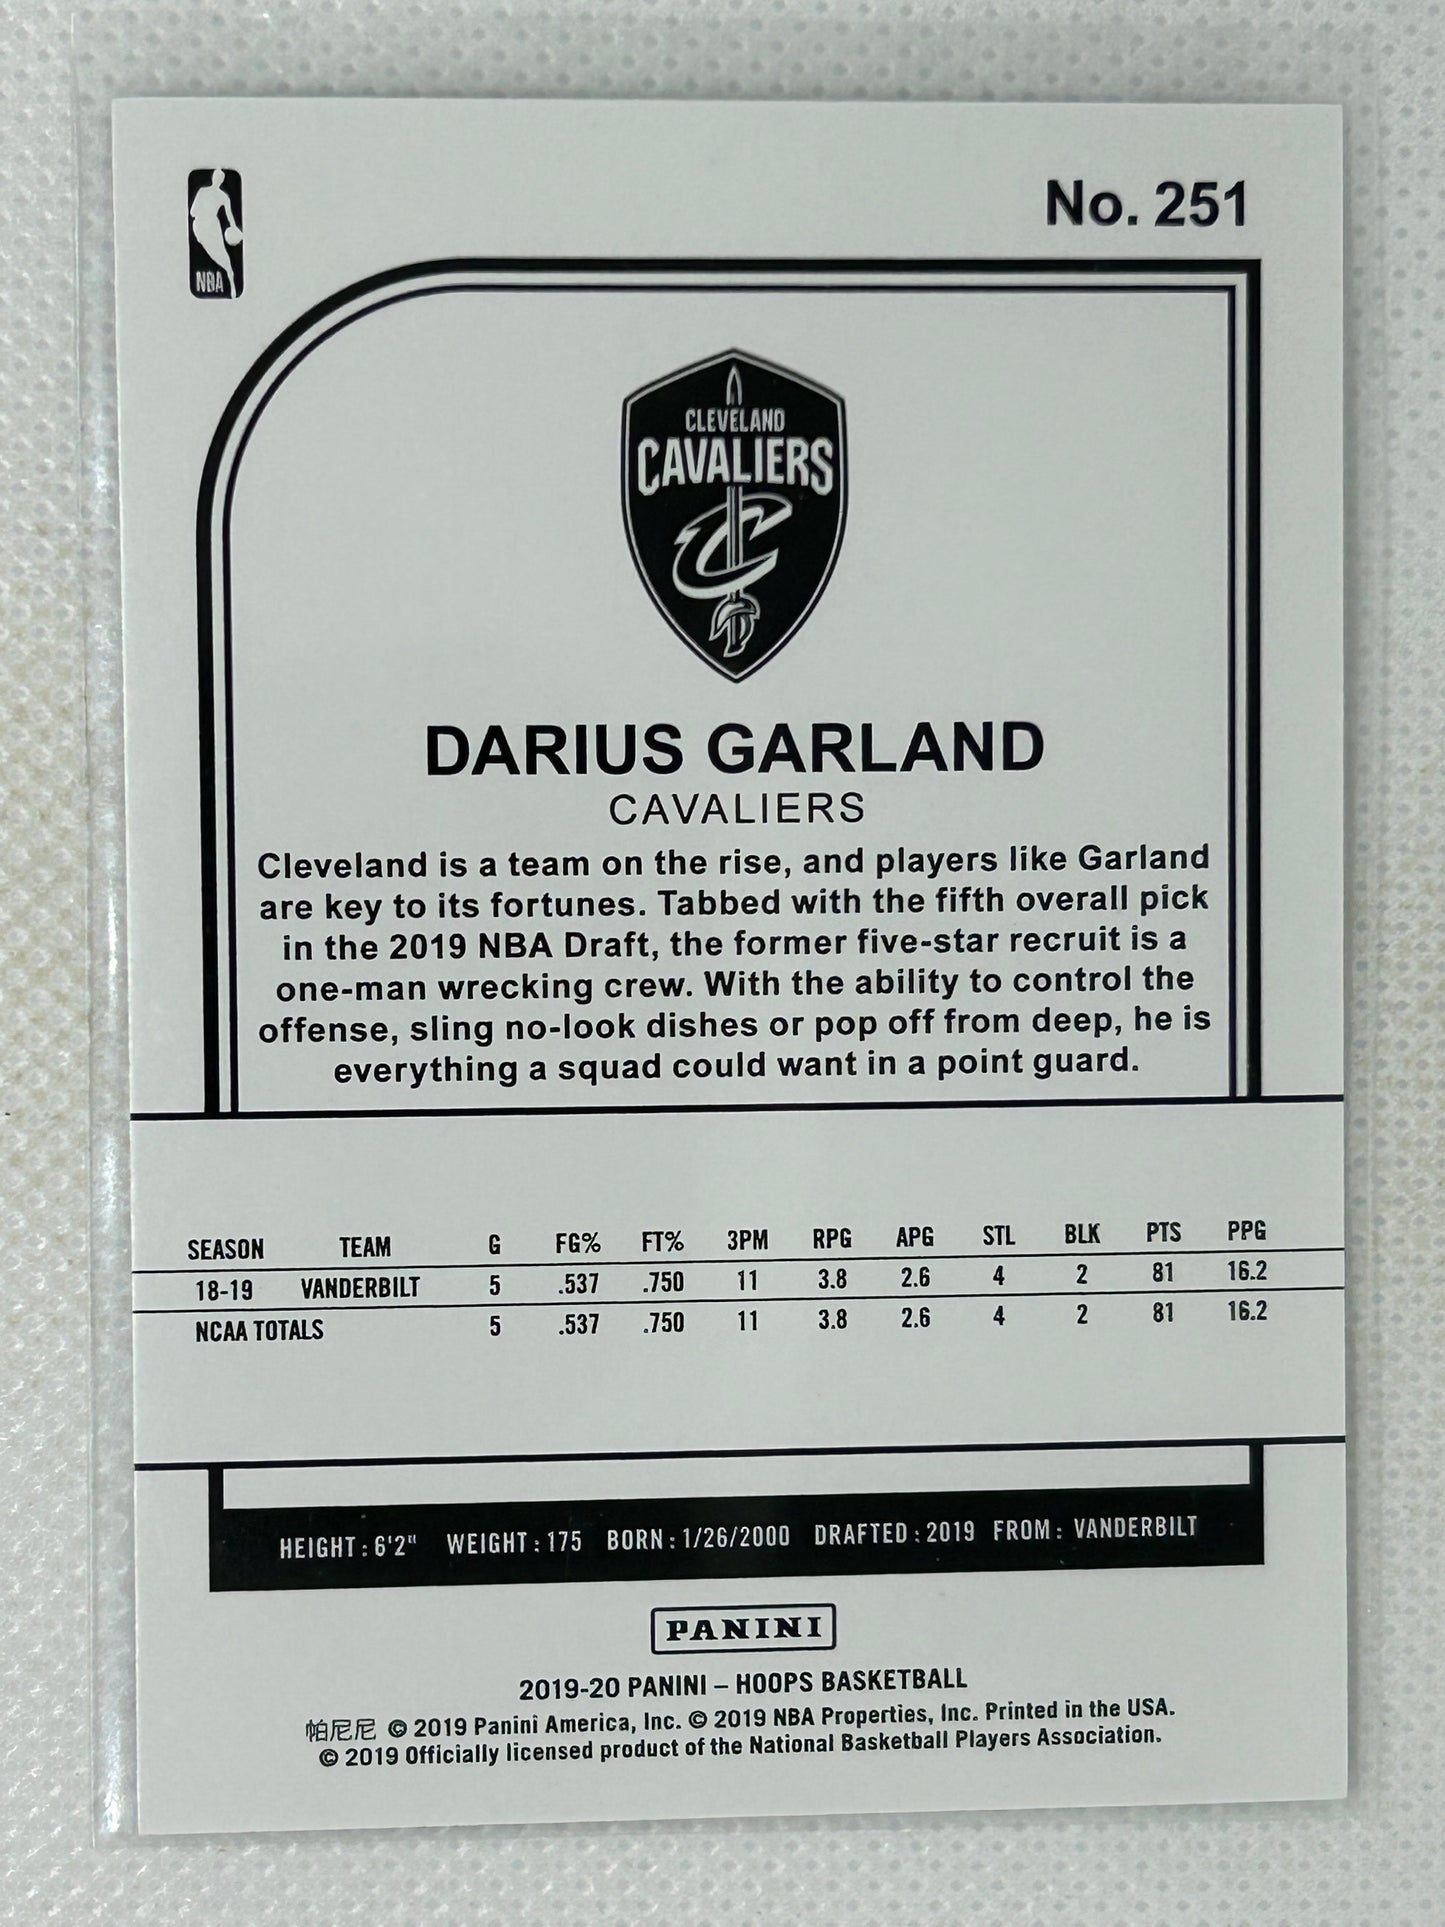 NBA
No. 251
CLEVELAND
CAVALIERS
C
DARIUS GARLAND
CAVALIERS
Cleveland is a team on the rise, and players like Garland
are key to its fortunes. Tabbed with the fifth overall pick
in the 2019 NBA Draft, the former five-star recruit is a
one-man wrecking crew. With the ability to control the
offense, sling no-look dishes or pop off from deep, he is
everything a squad could want in a point guard.
SEASON TEAM G FG% FT% 3PM RPG APG STL BLK PTS PPG
18-19 VANDERBILT 5 .537 .750 11 3.8 2.6 4 2 81 16.2
NCAA TOTALS 5 .537 .750 11 3.8 2.6 4 2 81 16.2
HEIGHT: 6'2" WEIGHT: 175 BORN: 1/26/2000 DRAFTED: 2019 FROM: VANDERBILT
PANINI
2019-20 PANINI – HOOPS BASKETBALL
帕尼尼 © 2019 Panini America, Inc. © 2019 NBA Properties, Inc. Printed in the USA.
© 2019 Officially licensed product of the National Basketball Players Association.